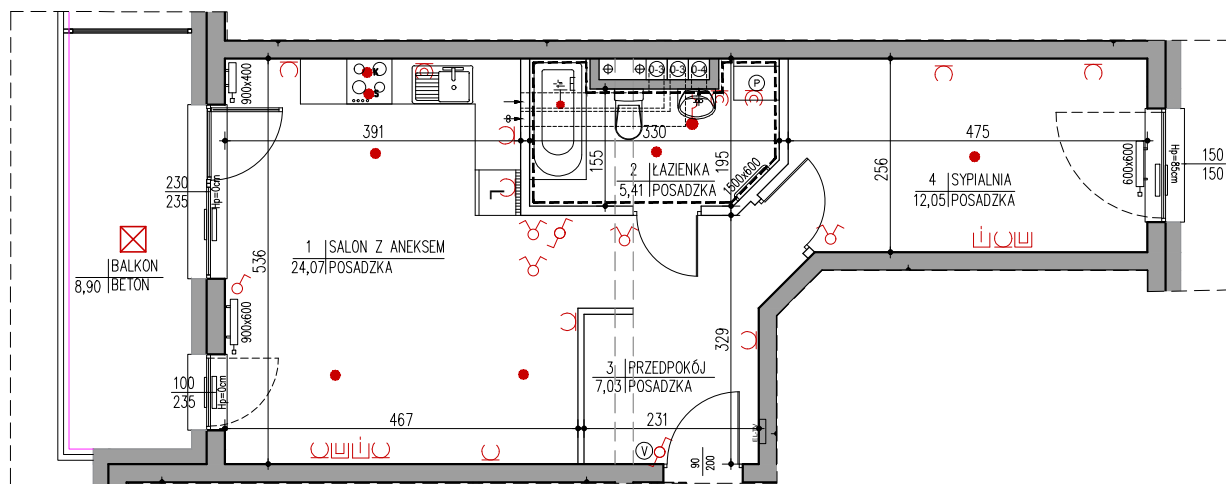 900x400
K
S
P
391
330
475
155
195
256
1500x600
600x600
Hp=85cm
150
150
2 ŁAZIENKA
5,41 POSADZKA
4 SYPIALNIA
12,05 POSADZKA
230
235
Hp=0cm
L
1 SALON Z ANEKSEM
24,07 POSADZKA
BALKON
8,90 BETON
536
900x600
329
3 PRZEDPOKÓJ
7,03 POSADZKA
100
235
Hp=0cm
467
231
V
90
200